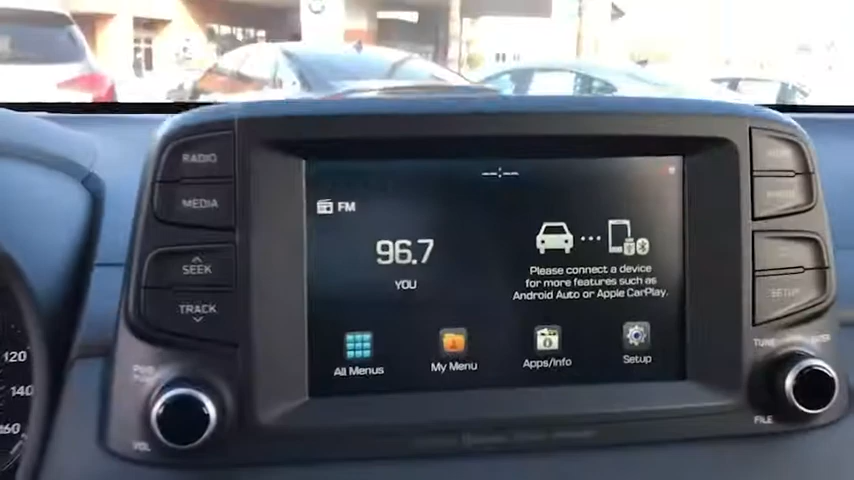 RADIO
MEDIA
SEEK
TRACK
VOL
FM
96.7
YOU
-:-
Please connect a device
for more features such as
Android Auto or Apple CarPlay.
All Menus
My Menu
Apps/Info
Setup
SETUP
TUNE
FILE
120
140
160